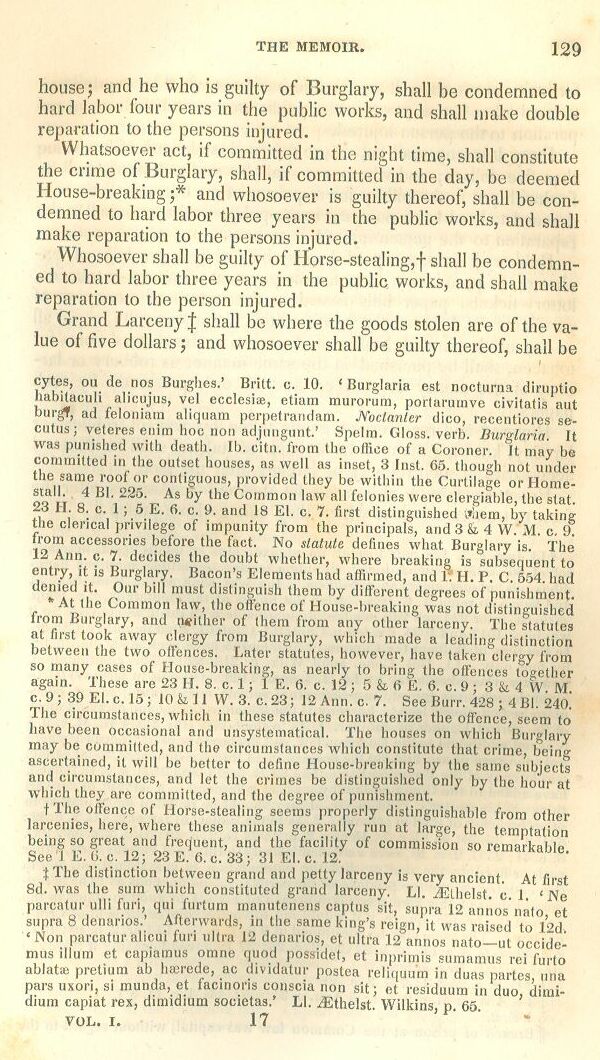 THE MEMOIR. 129
house; and he who is guilty of Burglary, shall be condemned to
hard labor four years in the public works, and shall make double
reparation to the persons injured.
Whatsoever act, if committed in the night time, shall constitute
the crime of Burglary, shall, if committed in the day, be deemed
House-breaking;* and whosoever is guilty thereof, shall be con-
demned to hard labor three years in the public works, and shall
make reparation to the persons injured.
Whosoever shall be guilty of Horse-stealing,† shall be condemn-
ed to hard labor three years in the public works, and shall make
reparation to the person injured.
Grand Larceny‡ shall be where the goods stolen are of the va-
lue of five dollars; and whosoever shall be guilty thereof, shall be
cytes, ou de nos Burghes.' Britt. c. 10. 'Burglaria est nocturna diruptio
habitaculi alicujus, vel ecclesiæ, etiam murorum, portarumve civitatis aut
burgi, ad feloniam aliquam perpetrandam. Noctanter dico, recentiores se-
cutus; veteres enim hoc non adjungunt.' Spelm. Gloss. verb. Burglaria. It
was punished with death. Ib. citn. from the office of a Coroner. It may be
committed in the outset houses, as well as inset, 3 Inst. 65. though not under
the same roof or contiguous, provided they be within the Curtilage or Home-
stall. 4 Bl. 225. As by the Common law all felonies were clergiable, the stat.
23 H. 8. c. 1; 5 E. 6. c. 9. and 18 El. c. 7. first distinguished them, by taking
the clerical privilege of impunity from the principals, and 3 & 4 W. M. c. 9.
from accessories before the fact. No statute defines what Burglary is. The
12 Ann. c. 7. decides the doubt whether, where breaking is subsequent to
entry, it is Burglary. Bacon's Elements had affirmed, and 1. H. P. C. 554. had
denied it. Our bill must distinguish them by different degrees of punishment.
* At the Common law, the offence of House-breaking was not distinguished
from Burglary, and neither of them from any other larceny. The statutes
at first took away clergy from Burglary, which made a leading distinction
between the two offences. Later statutes, however, have taken clergy from
so many cases of House-breaking, as nearly to bring the offences together
again. These are 23 H. 8. c. 1; 1 E. 6. c. 12; 5 & 6 E. 6. c. 9; 3 & 4 W. M.
c. 9; 39 El. c. 15; 10 & 11 W. 3. c. 23; 12 Ann. c. 7. See Burr. 428; 4 Bl. 240.
The circumstances, which in these statutes characterize the offence, seem to
have been occasional and unsystematical. The houses on which Burglary
may be committed, and the circumstances which constitute that crime, being
ascertained, it will be better to define House-breaking by the same subjects
and circumstances, and let the crimes be distinguished only by the hour at
which they are committed, and the degree of punishment.
† The offence of Horse-stealing seems properly distinguishable from other
larcenies, here, where these animals generally run at large, the temptation
being so great and frequent, and the facility of commission so remarkable.
See 1 E. 6. c. 12; 23 E. 6. c. 33; 31 El. c. 12.
‡ The distinction between grand and petty larceny is very ancient. At first
8d. was the sum which constituted grand larceny. Ll. Æthelst. c. 1. 'Ne
parcatur ulli furi, qui furtum manutenens captus sit, supra 12 annos nato, et
supra 8 denarios.' Afterwards, in the same king's reign, it was raised to 12d.
'Non parcatur alicui furi ultra 12 denarios, et ultra 12 annos nato—ut occide-
mus illum et capiamus omne quod possidet, et inprimis sumamus rei furto
ablatæ pretium ab hærede, ac dividatur postea reliquum in duas partes, una
pars uxori, si munda, et facinoris conscia non sit; et residuum in duo, dimi-
dium capiat rex, dimidium societas.' Ll. Æthelst. Wilkins, p. 65.
VOL. I. 17